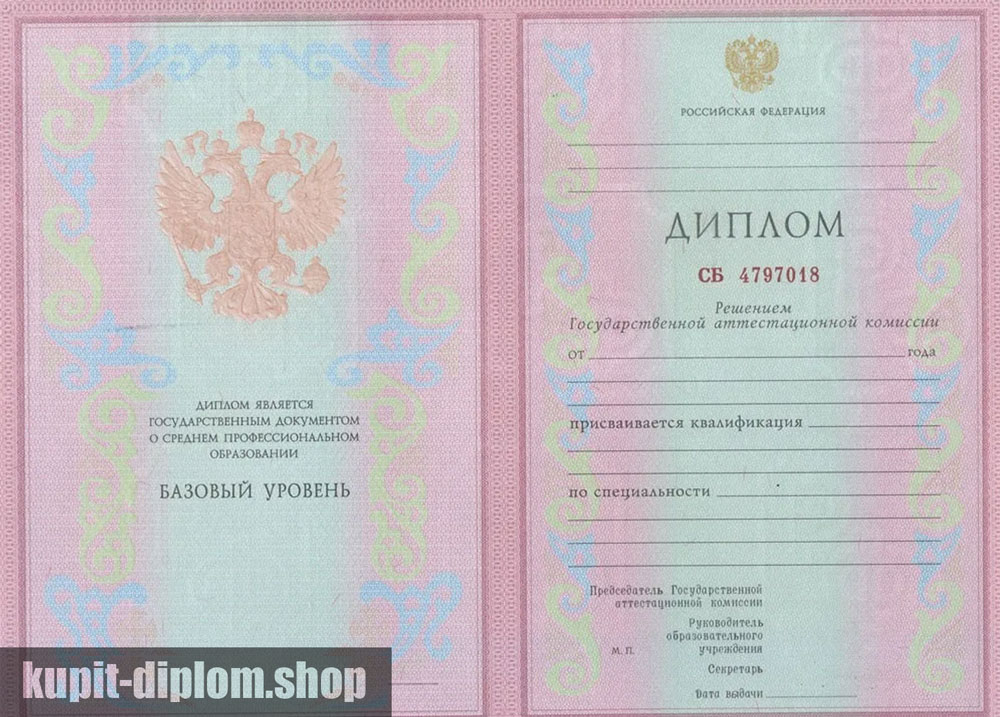 ДИПЛОМ ЯВЛЯЕТСЯ
ГОСУДАРСТВЕННЫМ ДОКУМЕНТОМ
О СРЕДНЕМ ПРОФЕССИОНАЛЬНОМ
ОБРАЗОВАНИИ
БАЗОВЫЙ УРОВЕНЬ
kupit-diplom.shop
РОССИЙСКАЯ ФЕДЕРАЦИЯ
ДИПЛОМ
СБ 4797018
Решением
Государственной аттестационной комиссии
от года
присваивается квалификация
по специальности
Председатель Государственной
аттестационной комиссии
Руководитель
образовательного
М. П. учреждения
Секретарь
Дата выдачи